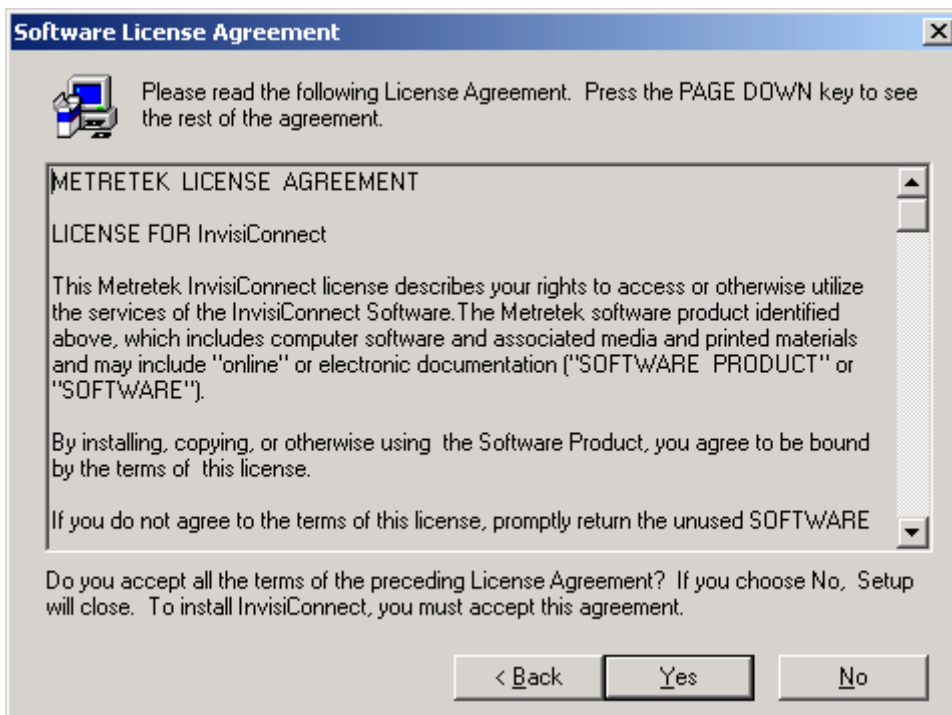 Software License Agreement
Please read the following License Agreement.  Press the PAGE DOWN key to see
the rest of the agreement.
METRETEK  LICENSE  AGREEMENT
LICENSE FOR InvisiConnect
This Metretek InvisiConnect license describes your rights to access or otherwise utilize
the services of the InvisiConnect Software.The Metretek software product identified
above, which includes computer software and associated media and printed materials
and may include "online" or electronic documentation ("SOFTWARE  PRODUCT" or
"SOFTWARE").
By installing, copying, or otherwise using  the Software Product, you agree to be bound
by the terms of  this license.
If you do not agree to the terms of this license, promptly return the unused SOFTWARE
Do you accept all the terms of the preceding License Agreement?  If you choose No,  Setup
will close.  To install InvisiConnect, you must accept this agreement.
< Back
Yes
No